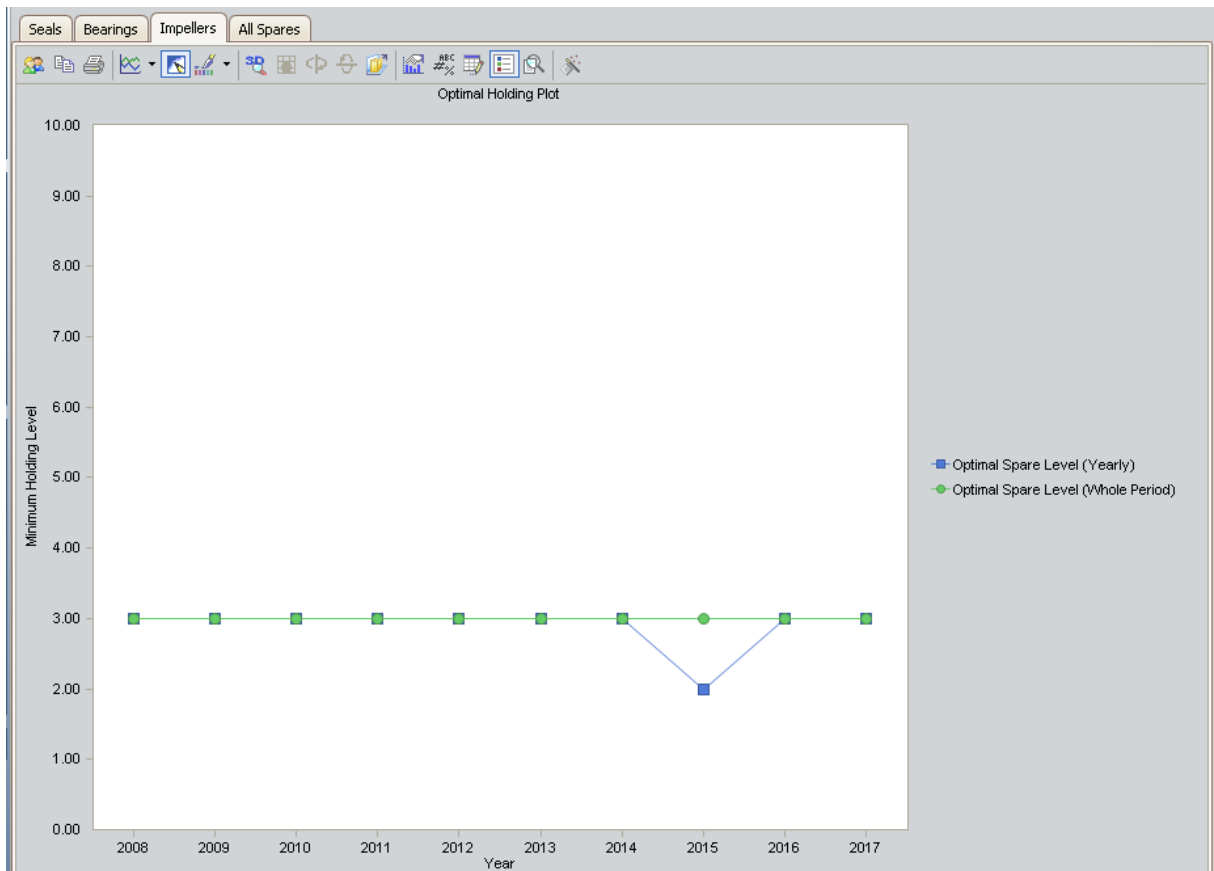 Seals Bearings Impellers All Spares
3D ABC #%
Optimal Holding Plot
10.00
9.00
8.00
7.00
6.00
5.00
4.00
3.00
2.00
1.00
0.00
Minimum Holding Level
2008 2009 2010 2011 2012 2013 2014 2015 2016 2017
Year
Optimal Spare Level (Yearly)
Optimal Spare Level (Whole Period)